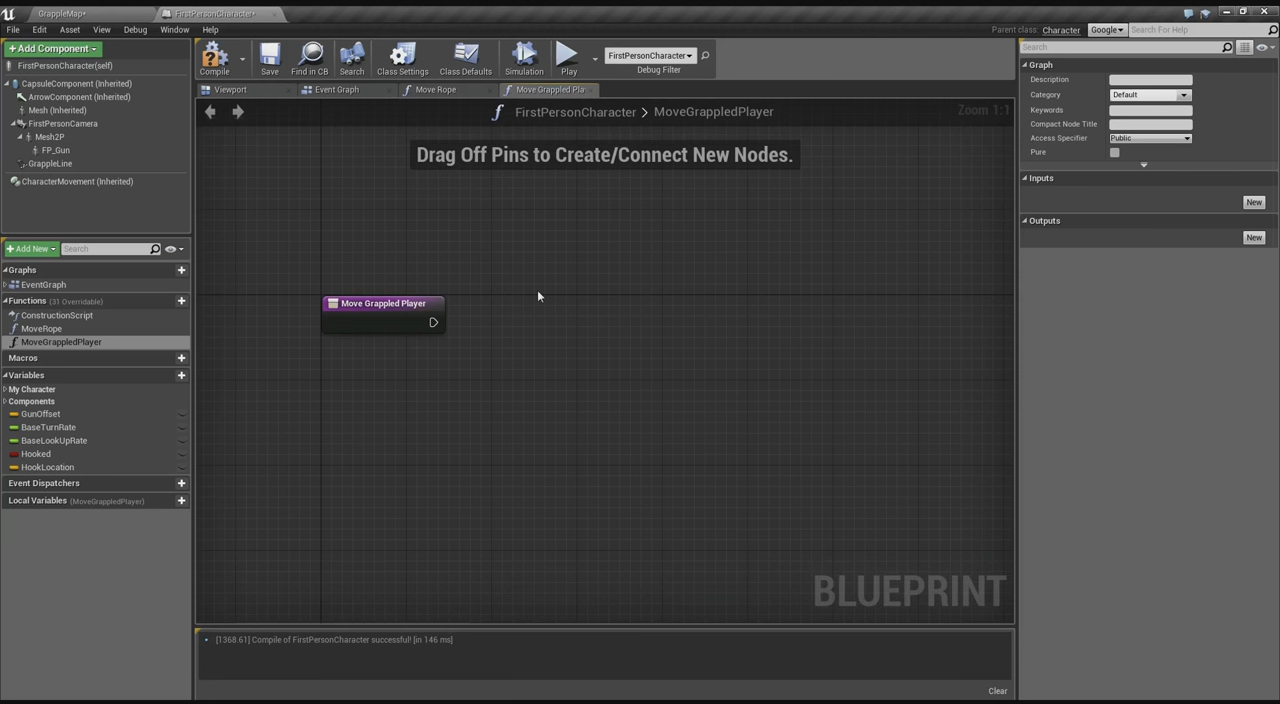 GrappleMap•
FirstPersonCharacter•
File Edit Asset View Debug Window Help
Parent class: Character Google Search For Help
Add Component
FirstPersonCharacter(self)
CapsuleComponent (Inherited)
ArrowComponent (Inherited)
Mesh (Inherited)
FirstPersonCamera
Mesh2P
FP_Gun
GrappleLine
CharacterMovement (Inherited)
Compile Save Find in CB Search Class Settings Class Defaults Simulation Play
FirstPersonCharacter
Debug Filter
Viewport Event Graph Move Rope Move Grappled Pla
FirstPersonCharacter > MoveGrappledPlayer
Zoom 1:1
Drag Off Pins to Create/Connect New Nodes.
Move Grappled Player
BLUEPRINT
Add New Search
Graphs
EventGraph
Functions (31 Overridable)
ConstructionScript
MoveRope
MoveGrappledPlayer
Macros
Variables
My Character
Components
GunOffset
BaseTurnRate
BaseLookUpRate
Hooked
HookLocation
Event Dispatchers
Local Variables (MoveGrappledPlayer)
• [1368.61] Compile of FirstPersonCharacter successful! [in 146 ms]
Clear
Search
Graph
Description
Category Default
Keywords
Compact Node Title
Access Specifier Public
Pure
Inputs
New
Outputs
New